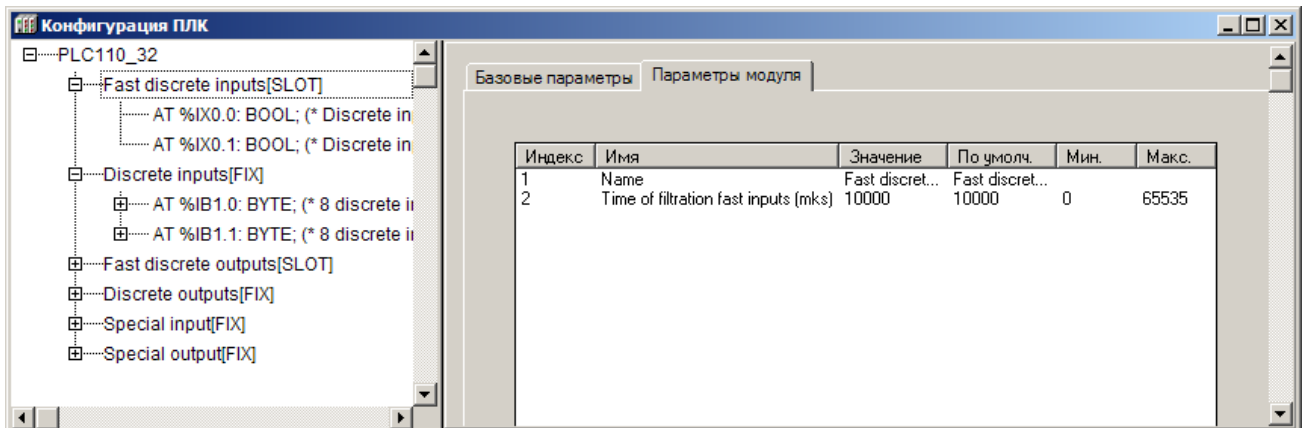 Конфигурация ПЛК
PLC110_32
Fast discrete inputs[SLOT]
AT %IX0.0: BOOL; (* Discrete in
AT %IX0.1: BOOL; (* Discrete in
Discrete inputs[FIX]
AT %IB1.0: BYTE; (* 8 discrete i
AT %IB1.1: BYTE; (* 8 discrete i
Fast discrete outputs[SLOT]
Discrete outputs[FIX]
Special input[FIX]
Special output[FIX]
Базовые параметры Параметры модуля
Индекс Имя Значение По умолч. Мин. Макс.
1 Name Fast discret... Fast discret...
2 Time of filtration fast inputs (mks) 10000 10000 0 65535